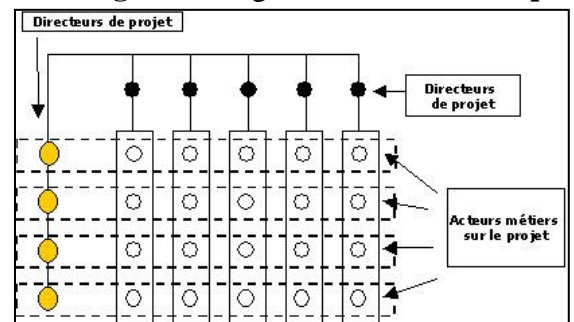 Directeurs de projet
Directeurs
de projet
Acteurs métiers
sur le projet